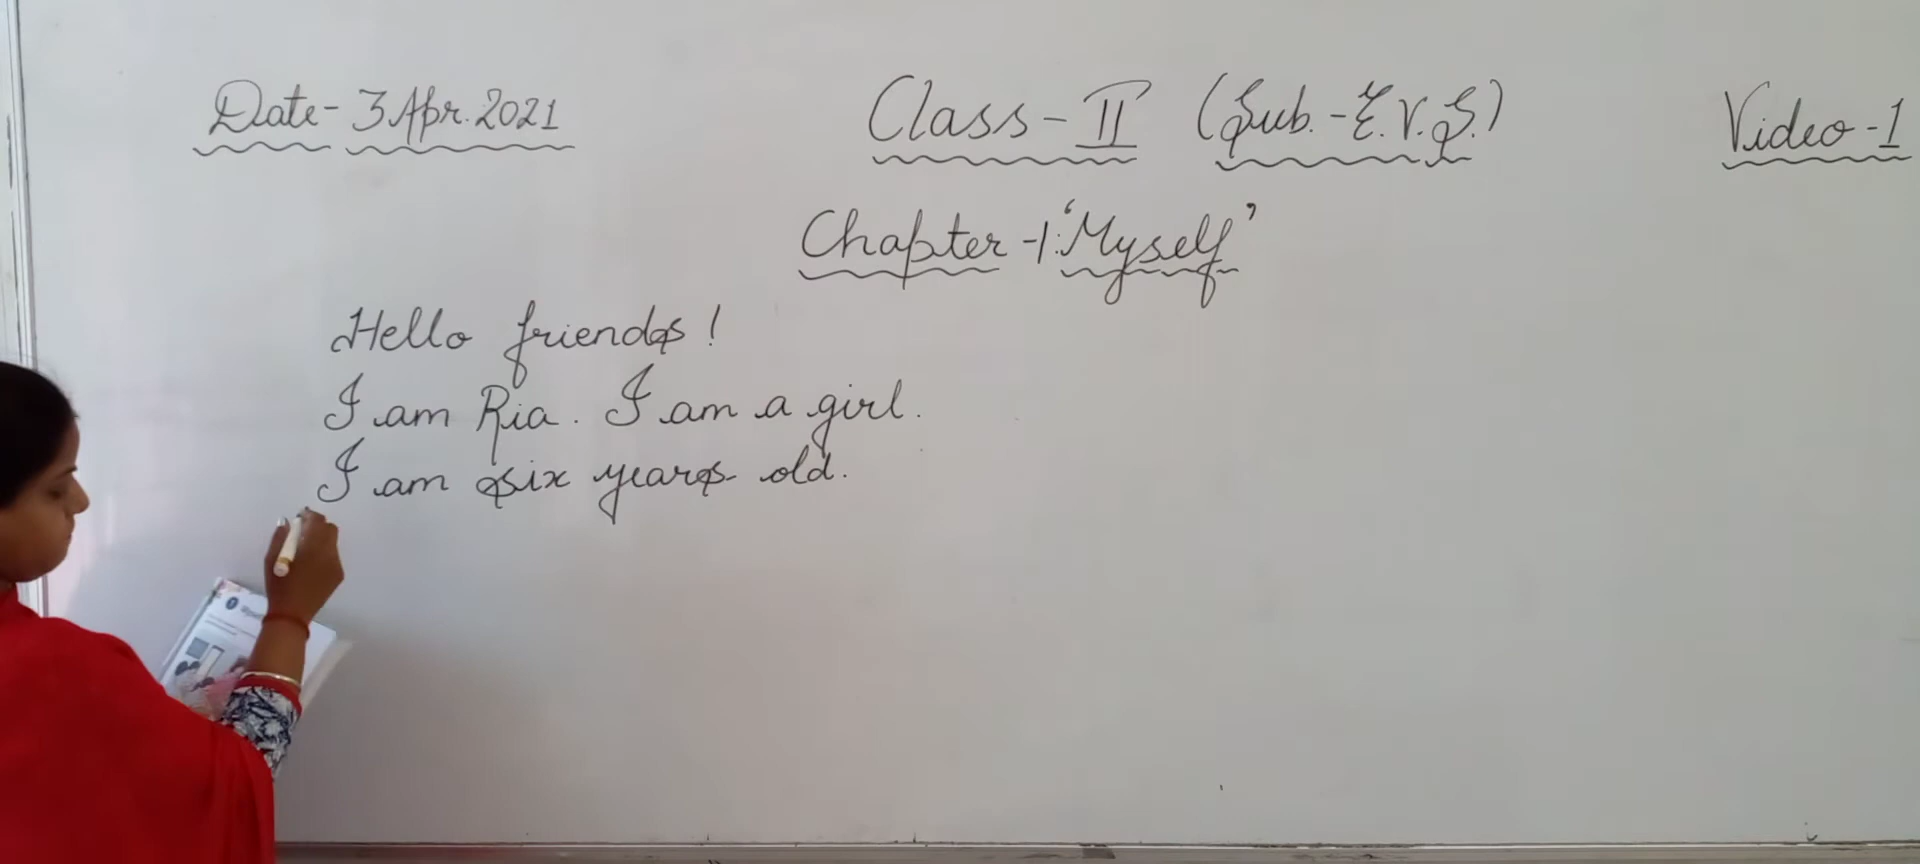 Date- 3 Apr. 2021
Class-II (Sub.-E.V.S.)
Video-1
Chapter-1:'Myself'
Hello friends!
I am Ria. I am a girl.
I am six years old.